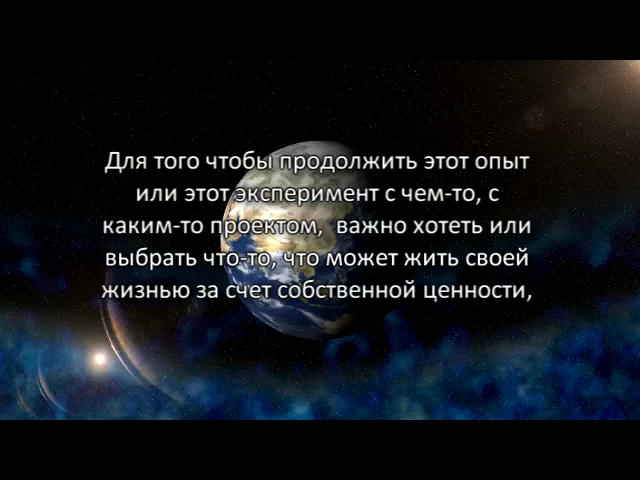 Для того чтобы продолжить этот опыт
или этот эксперимент с чем-то, с
каким-то проектом,  важно хотеть или
выбрать что-то, что может жить своей
жизнью за счет собственной ценности,